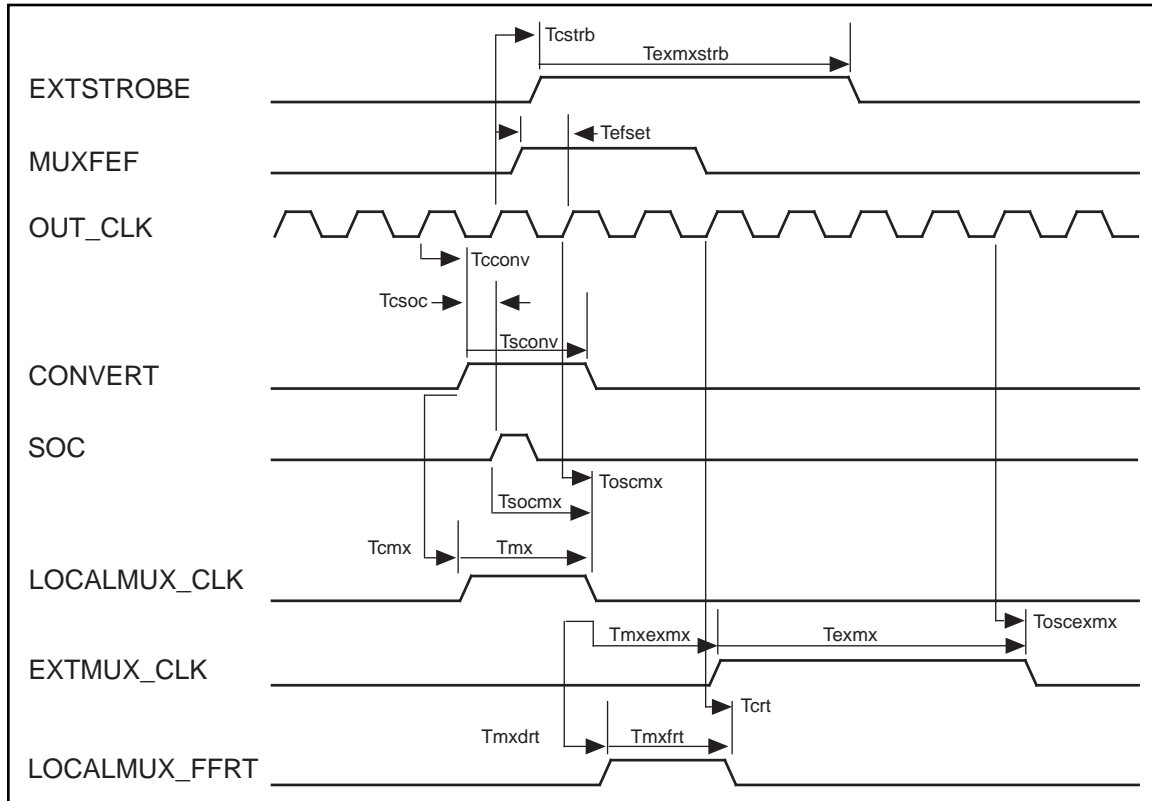 Tcstrb
Texmxstrb
EXTSTROBE
Tefset
MUXFEF
OUT_CLK
Tcconv
Tcsoc
Tsconv
CONVERT
SOC
Toscmx
Tsocmx
Tcmx
Tmx
LOCALMUX_CLK
Tmxexmx
Texmx
Toscexmx
EXTMUX_CLK
Tcrt
Tmxdrt
Tmxfrt
LOCALMUX_FFRT